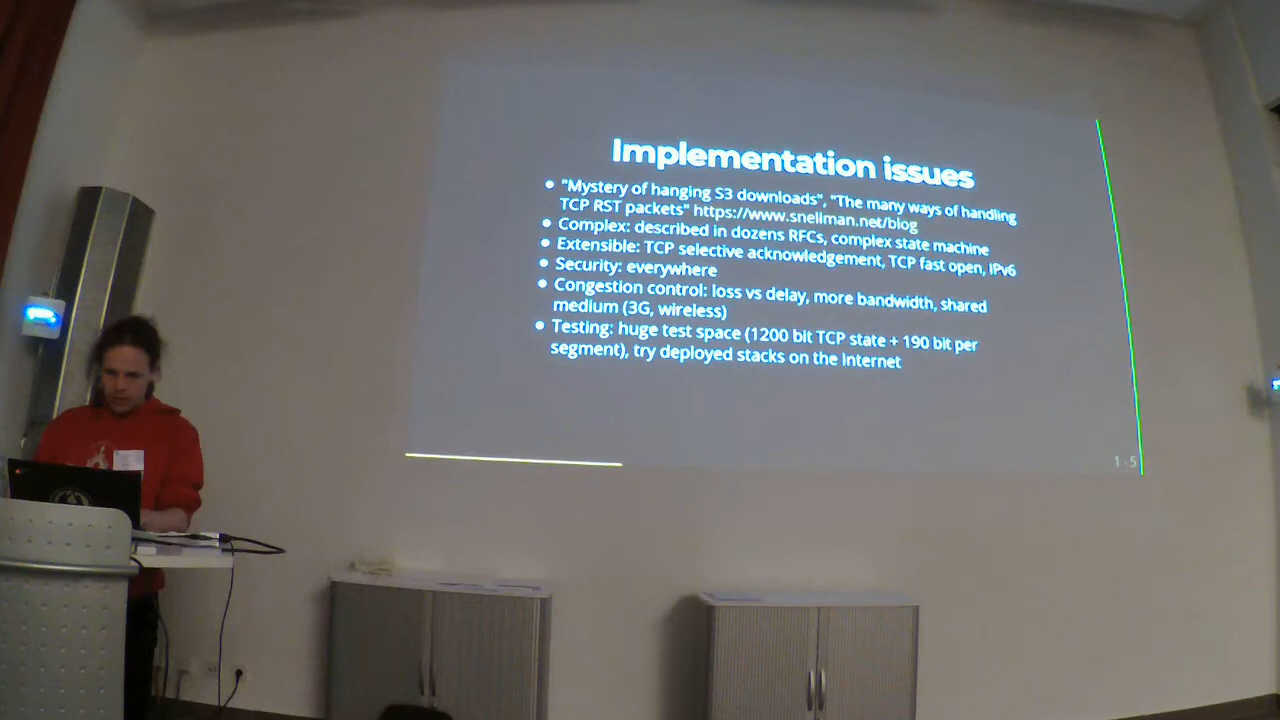 Implementation issues
"Mystery of hanging S3 downloads", "The many ways of handling
TCP RST packets" https://www.snellman.net/blog
Complex: described in dozens RFCs, complex state machine
Extensible: TCP selective acknowledgement, TCP fast open, IPv6
Security: everywhere
Congestion control: loss vs delay, more bandwidth, shared
medium (3G, wireless)
Testing: huge test space (1200 bit TCP state + 190 bit per
segment), try deployed stacks on the Internet
1 - 5